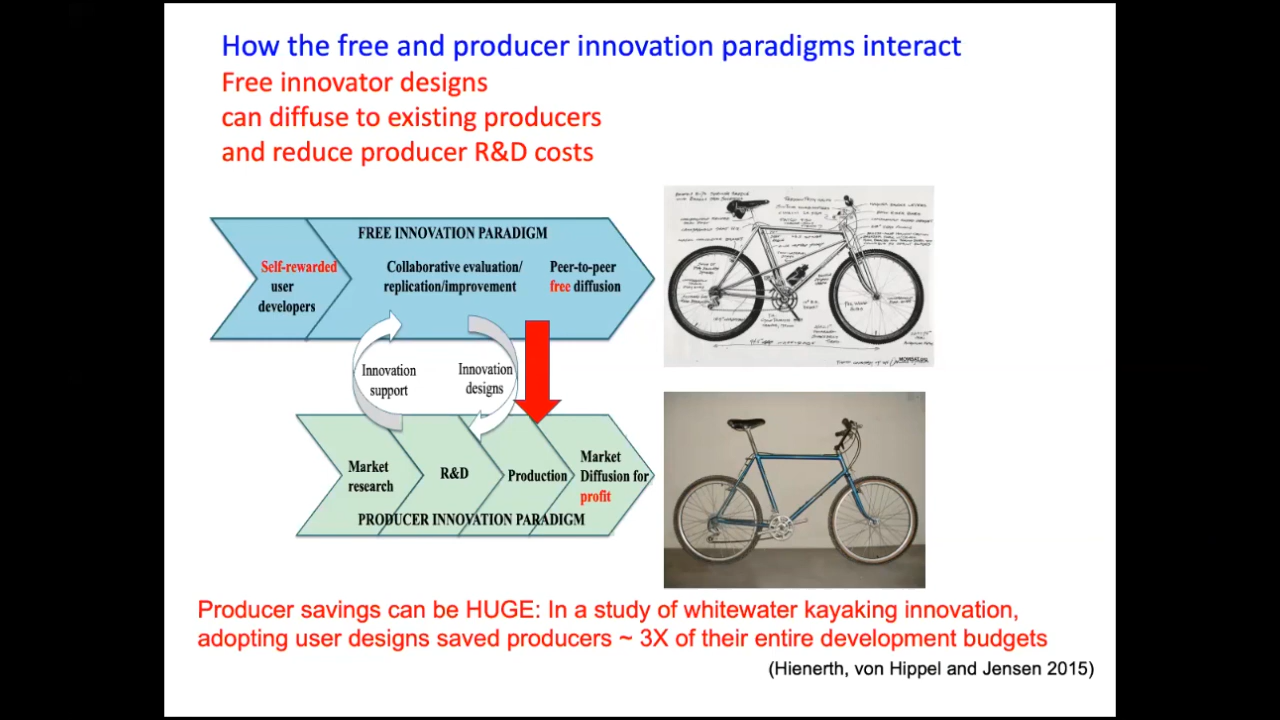 How the free and producer innovation paradigms interact
Free innovator designs
can diffuse to existing producers
and reduce producer R&D costs
FREE INNOVATION PARADIGM
Self-rewarded
user
developers
Collaborative evaluation/
replication/improvement
Peer-to-peer
free diffusion
Innovation
support
Innovation
designs
Market
research
R&D
Production
Market
Diffusion for
profit
PRODUCER INNOVATION PARADIGM
Producer savings can be HUGE: In a study of whitewater kayaking innovation,
adopting user designs saved producers ~ 3X of their entire development budgets
(Hienerth, von Hippel and Jensen 2015)